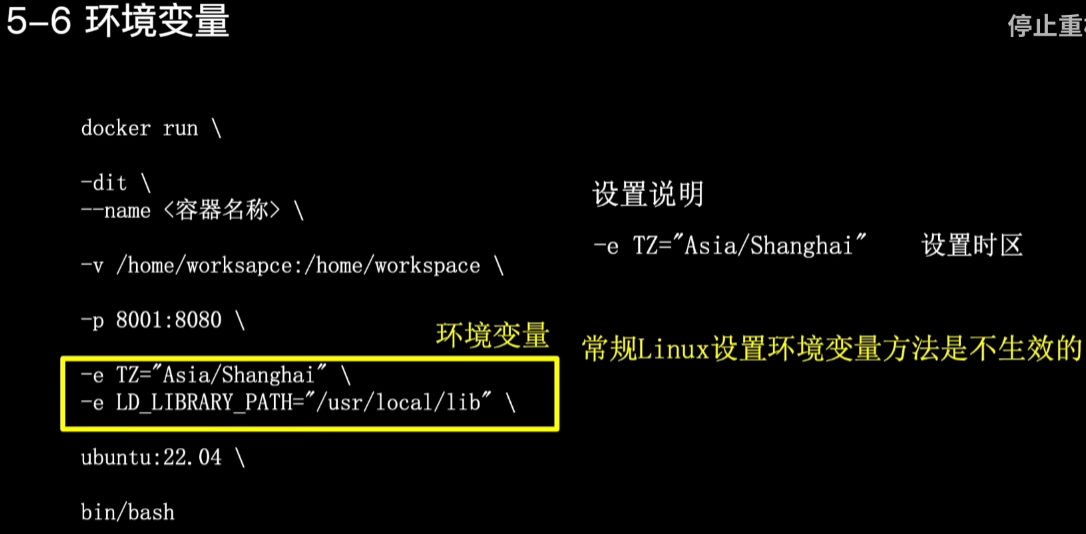 5-6 环境变量
停止重
docker run \
-dit \
--name <容器名称> \
-v /home/worksapce:/home/workspace \
-p 8001:8080 \
环境变量
-e TZ="Asia/Shanghai" \
-e LD_LIBRARY_PATH="/usr/local/lib" \
ubuntu:22.04 \
bin/bash
设置说明
-e TZ="Asia/Shanghai" 设置时区
常规Linux设置环境变量方法是不生效的